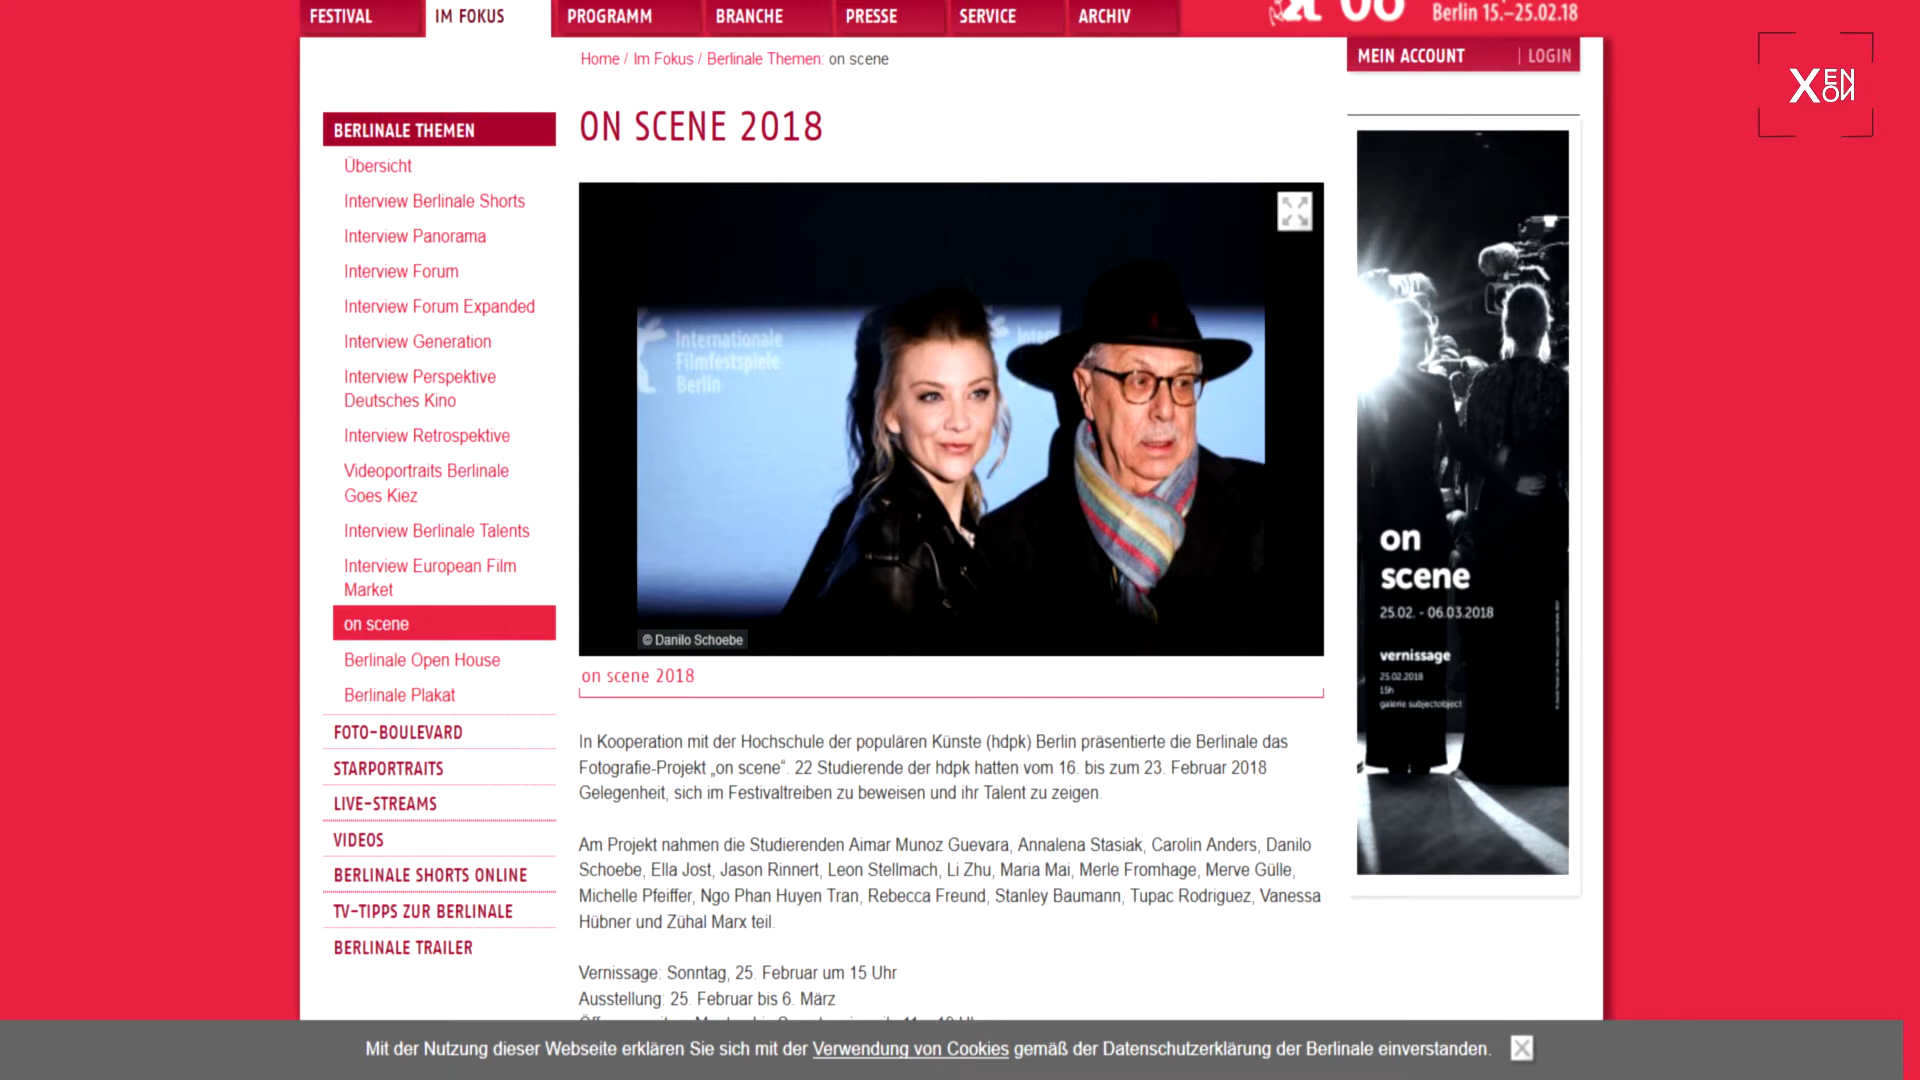 FESTIVAL
IM FOKUS
PROGRAMM
BRANCHE
PRESSE
SERVICE
ARCHIV
Berlin 15.–25.02.18
MEIN ACCOUNT | LOGIN
XENON
Home / Im Fokus / Berlinale Themen: on scene
BERLINALE THEMEN
Übersicht
Interview Berlinale Shorts
Interview Panorama
Interview Forum
Interview Forum Expanded
Interview Generation
Interview Perspektive
Deutsches Kino
Interview Retrospektive
Videoportraits Berlinale
Goes Kiez
Interview Berlinale Talents
Interview European Film
Market
on scene
Berlinale Open House
Berlinale Plakat
FOTO-BOULEVARD
STARPORTRAITS
LIVE-STREAMS
VIDEOS
BERLINALE SHORTS ONLINE
TV-TIPPS ZUR BERLINALE
BERLINALE TRAILER
ON SCENE 2018
Internationale
Filmfestspiele
Berlin
© Danilo Schoebe
on scene 2018
In Kooperation mit der Hochschule der populären Künste (hdpk) Berlin präsentierte die Berlinale das
Fotografie-Projekt „on scene“. 22 Studierende der hdpk hatten vom 16. bis zum 23. Februar 2018
Gelegenheit, sich im Festivaltreiben zu beweisen und ihr Talent zu zeigen.
Am Projekt nahmen die Studierenden Aimar Munoz Guevara, Annalena Stasiak, Carolin Anders, Danilo
Schoebe, Ella Jost, Jason Rinnert, Leon Stellmach, Li Zhu, Maria Mai, Merle Fromhage, Merve Gülle,
Michelle Pfeiffer, Ngo Phan Huyen Tran, Rebecca Freund, Stanley Baumann, Tupac Rodriguez, Vanessa
Hübner und Zühal Marx teil.
Vernissage: Sonntag, 25. Februar um 15 Uhr
Ausstellung: 25. Februar bis 6. März
on
scene
25.02. - 06.03.2018
vernissage
25.02.2018
15h
galerie subjectobject
Mit der Nutzung dieser Webseite erklären Sie sich mit der Verwendung von Cookies gemäß der Datenschutzerklärung der Berlinale einverstanden.